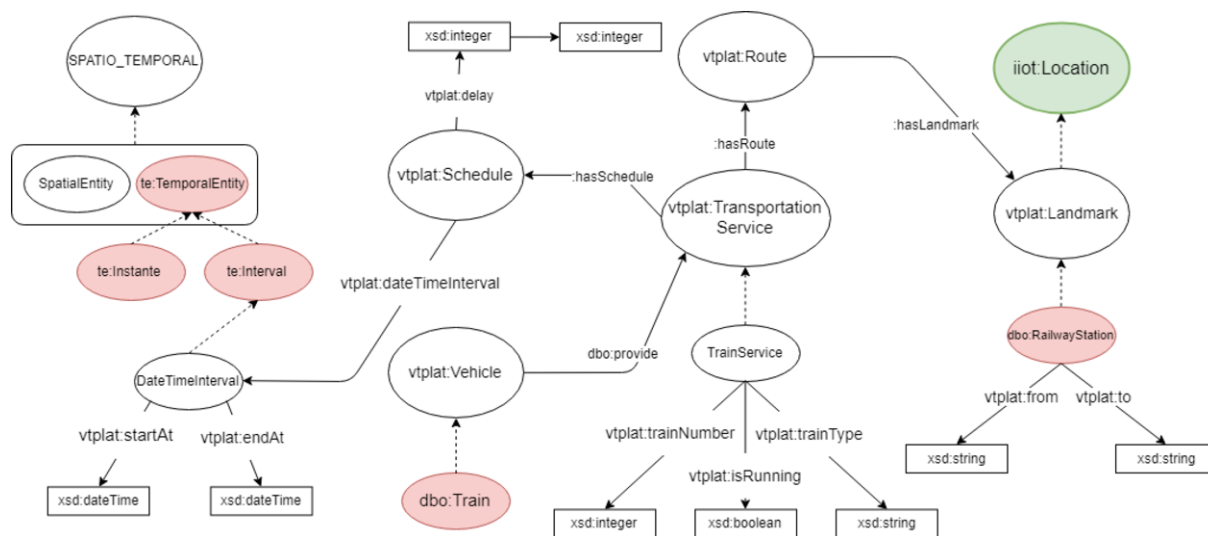 xsd:integer
xsd:integer
SPATIO_TEMPORAL
vtplat:Route
iiot:Location
vtplat:delay
:hasLandmark
:hasRoute
SpatialEntity
te:TemporalEntity
vtplat:Schedule
:hasSchedule
vtplat:Transportation
Service
vtplat:Landmark
te:Instante
te:Interval
vtplat:dateTimeInterval
dbo:RailwayStation
dbo:provide
TrainService
DateTimeInterval
vtplat:Vehicle
vtplat:from
vtplat:to
vtplat:startAt
vtplat:endAt
vtplat:trainNumber
vtplat:trainType
xsd:string
xsd:string
vtplat:isRunning
xsd:dateTime
xsd:dateTime
dbo:Train
xsd:integer
xsd:boolean
xsd:string